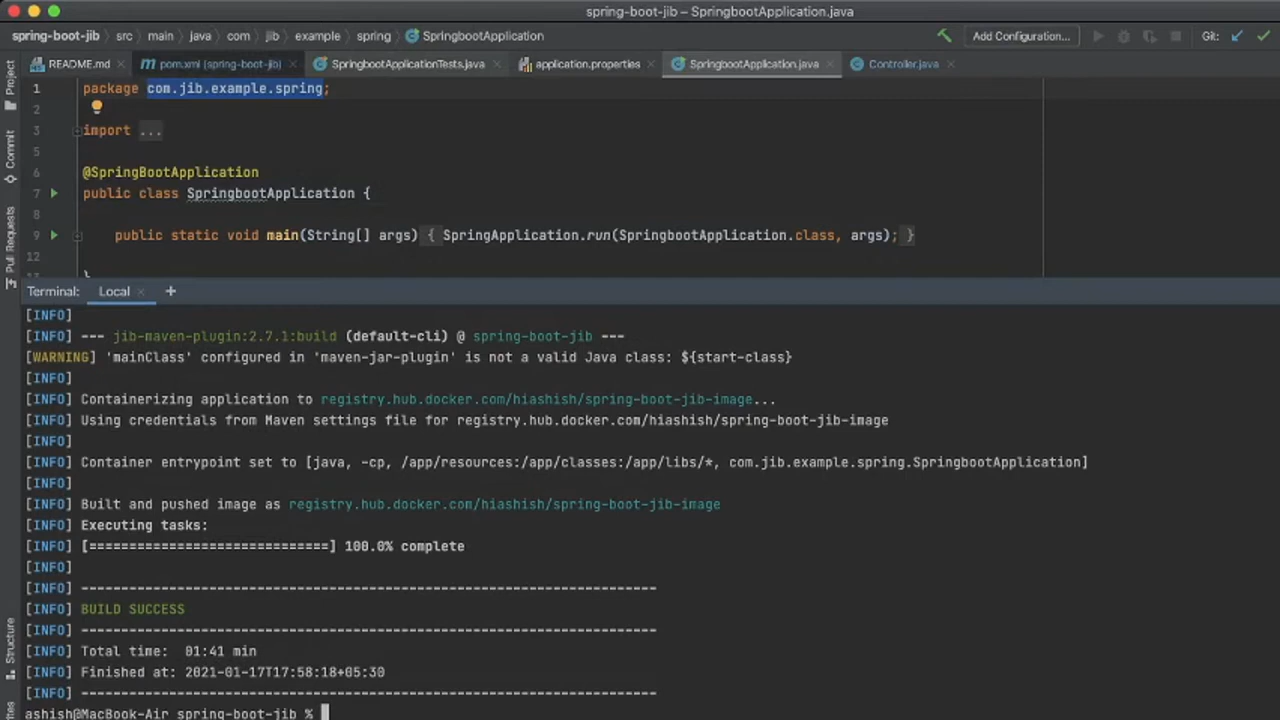 spring-boot-jib – SpringbootApplication.java
spring-boot-jib › src › main › java › com › jib › example › spring › SpringbootApplication
Add Configuration...
Git:
README.md
pom.xml (spring-boot-jib)
SpringbootApplicationTests.java
application.properties
SpringbootApplication.java
Controller.java
Project
Commit
Pull Requests
Structure
1 package com.jib.example.spring;
2
3 import ...
5
6 @SpringBootApplication
7 public class SpringbootApplication {
8
9 public static void main(String[] args) { SpringApplication.run(SpringbootApplication.class, args); }
12
}
Terminal: Local +
[INFO]
[INFO] --- jib-maven-plugin:2.7.1:build (default-cli) @ spring-boot-jib ---
[WARNING] 'mainClass' configured in 'maven-jar-plugin' is not a valid Java class: ${start-class}
[INFO]
[INFO] Containerizing application to registry.hub.docker.com/hiashish/spring-boot-jib-image...
[INFO] Using credentials from Maven settings file for registry.hub.docker.com/hiashish/spring-boot-jib-image
[INFO]
[INFO] Container entrypoint set to [java, -cp, /app/resources:/app/classes:/app/libs/*, com.jib.example.spring.SpringbootApplication]
[INFO]
[INFO] Built and pushed image as registry.hub.docker.com/hiashish/spring-boot-jib-image
[INFO] Executing tasks:
[INFO] [==============================] 100.0% complete
[INFO]
[INFO] ------------------------------------------------------------------------
[INFO] BUILD SUCCESS
[INFO] ------------------------------------------------------------------------
[INFO] Total time:  01:41 min
[INFO] Finished at: 2021-01-17T17:58:18+05:30
[INFO] ------------------------------------------------------------------------
ashish@MacBook-Air spring-boot-jib %